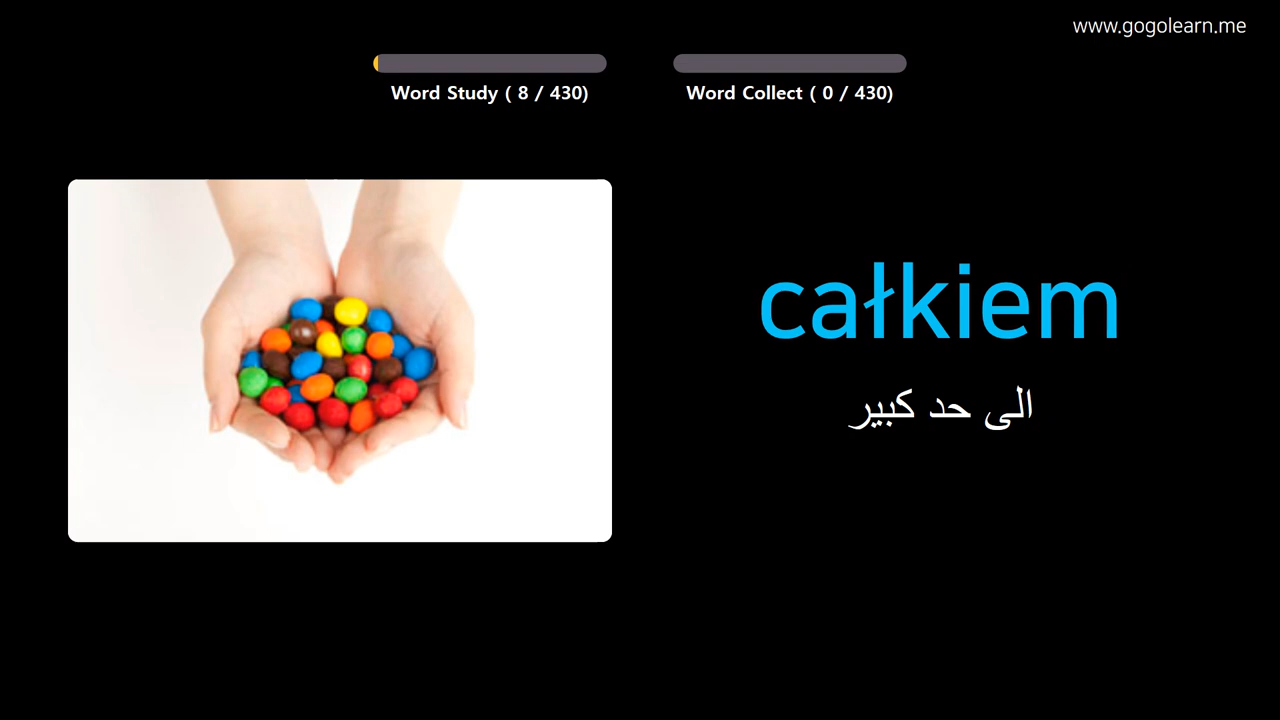 www.gogolearn.me
Word Study ( 8 / 430)
Word Collect ( 0 / 430)
całkiem
الى حد كبير